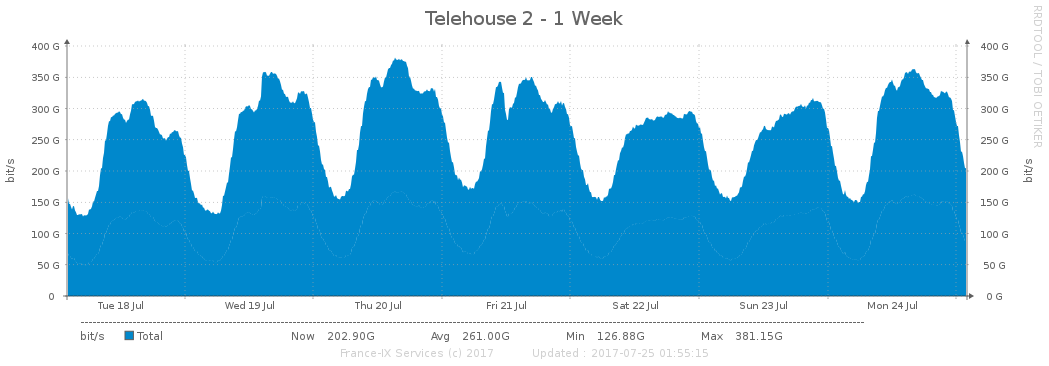 Telehouse 2 - 1 Week
RRDTOOL / TOBI OETIKER
400 G 400 G
350 G 350 G
300 G 300 G
250 G 250 G
200 G 200 G
150 G 150 G
100 G 100 G
50 G 50 G
0 0 G
bit/s bit/s
Tue 18 Jul Wed 19 Jul Thu 20 Jul Fri 21 Jul Sat 22 Jul Sun 23 Jul Mon 24 Jul
bit/s Total Now 202.90G Avg 261.00G Min 126.88G Max 381.15G
France-IX Services (c) 2017 Updated : 2017-07-25 01:55:15